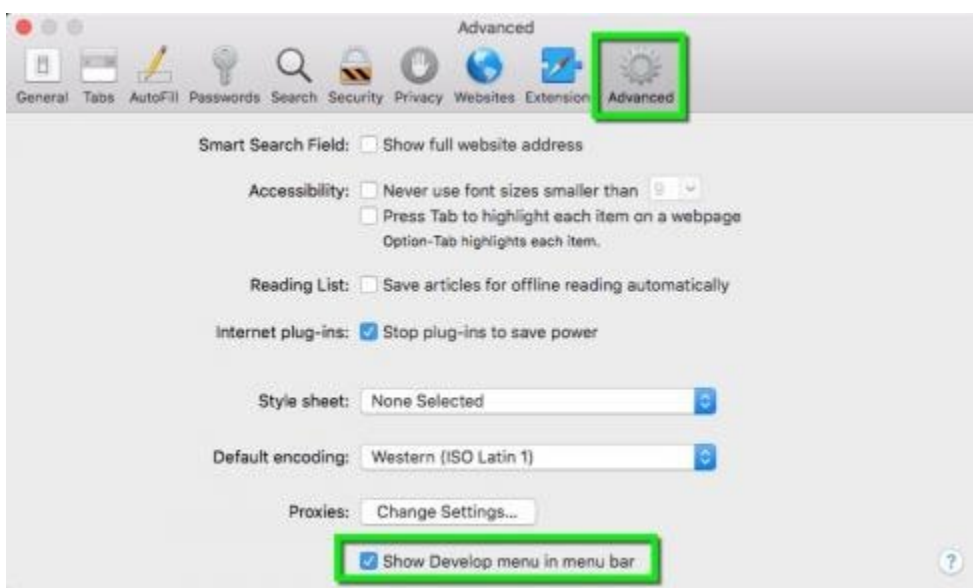 Advanced
General Tabs AutoFill Passwords Search Security Privacy Websites Extension Advanced
Smart Search Field: Show full website address
Accessibility: Never use font sizes smaller than 9
Press Tab to highlight each item on a webpage
Option-Tab highlights each item.
Reading List: Save articles for offline reading automatically
Internet plug-ins: Stop plug-ins to save power
Style sheet: None Selected
Default encoding: Western (ISO Latin 1)
Proxies: Change Settings...
Show Develop menu in menu bar
?